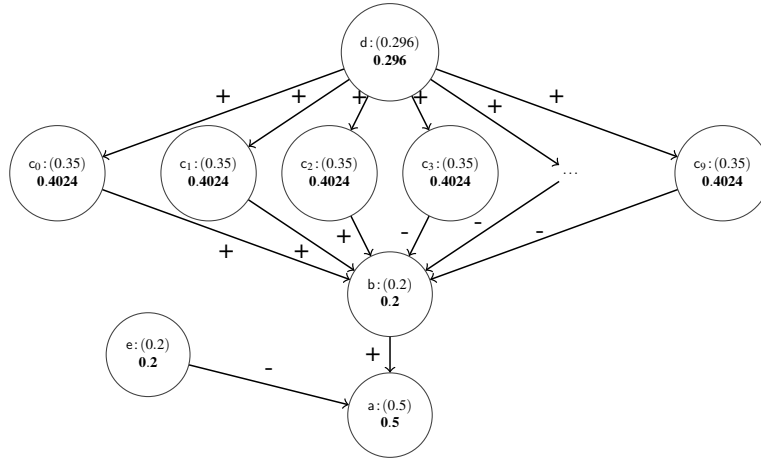 d:(0.296)
0.296
+ + + + + +
c₀:(0.35) c₁:(0.35) c₂:(0.35) c₃:(0.35) ... c₉:(0.35)
0.4024 0.4024 0.4024 0.4024 0.4024
+ + + - - -
b:(0.2)
0.2
e:(0.2)
0.2
+
-
a:(0.5)
0.5